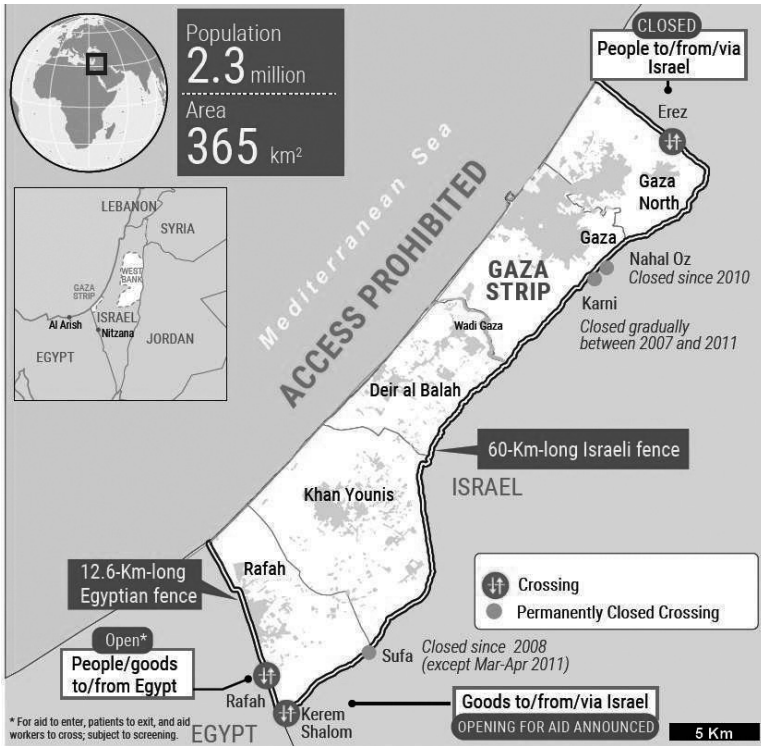 Population
2.3 million
Area
365 km²
CLOSED
People to/from/via
Israel
Erez
Gaza
North
Gaza
Nahal Oz
Closed since 2010
Karni
Closed gradually
between 2007 and 2011
GAZA
STRIP
Wadi Gaza
Mediterranean Sea
ACCESS PROHIBITED
LEBANON
SYRIA
WEST
BANK
GAZA
STRIP
Al Arish
ISRAEL
Nitzana
JORDAN
EGYPT
Deir al Balah
60-Km-long Israeli fence
ISRAEL
Khan Younis
12.6-Km-long
Egyptian fence
Rafah
Crossing
Permanently Closed Crossing
Open*
People/goods
to/from Egypt
Rafah
Sufa
Closed since 2008
(except Mar-Apr 2011)
Goods to/from/via Israel
OPENING FOR AID ANNOUNCED
Kerem
Shalom
* For aid to enter, patients to exit, and aid
workers to cross; subject to screening.
EGYPT
5 Km